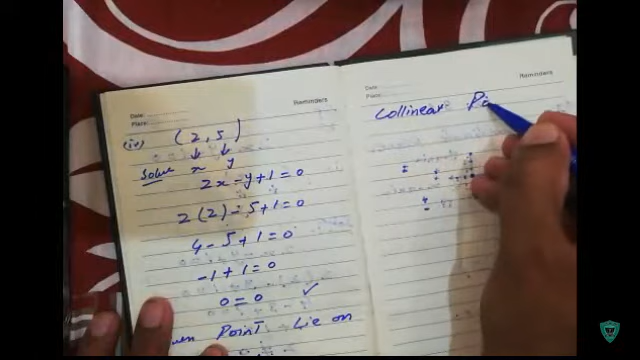 Date:
Place:
Reminders
(iv) (2, 5)
Solve x y
2x - y + 1 = 0
2(2) - 5 + 1 = 0
4 - 5 + 1 = 0
-1 + 1 = 0
0 = 0 ✓
Point Lie on
Date:
Place:
Reminders
Collinear Pi